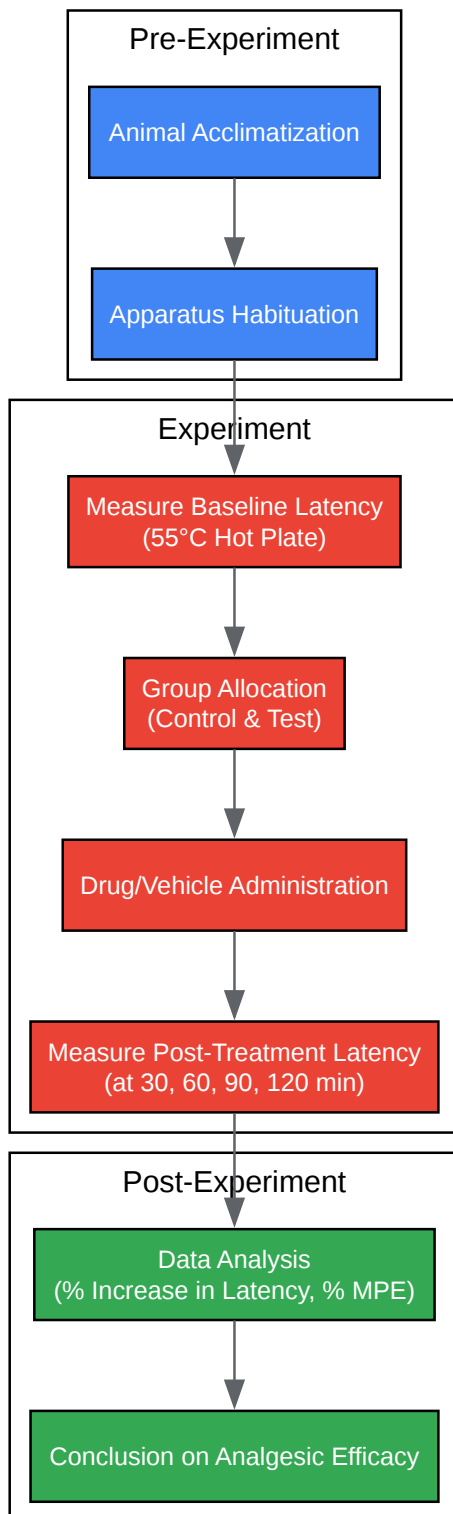 Pre-Experiment
Animal Acclimatization
Apparatus Habituation
Experiment
Measure Baseline Latency
(55°C Hot Plate)
Group Allocation
(Control & Test)
Drug/Vehicle Administration
Measure Post-Treatment Latency
(at 30, 60, 90, 120 min)
Post-Experiment
Data Analysis
(% Increase in Latency, % MPE)
Conclusion on Analgesic Efficacy